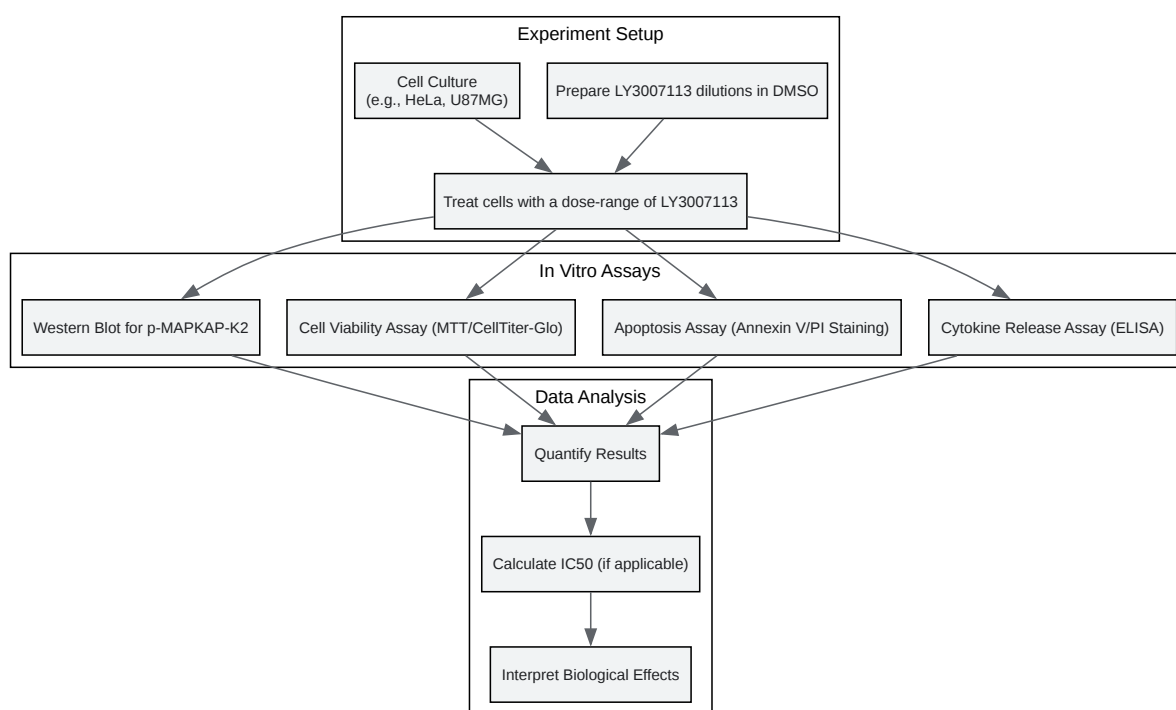 Experiment Setup
Cell Culture
(e.g., HeLa, U87MG)
Prepare LY3007113 dilutions in DMSO
Treat cells with a dose-range of LY3007113
In Vitro Assays
Western Blot for p-MAPKAP-K2
Cell Viability Assay (MTT/CellTiter-Glo)
Apoptosis Assay (Annexin V/PI Staining)
Cytokine Release Assay (ELISA)
Data Analysis
Quantify Results
Calculate IC50 (if applicable)
Interpret Biological Effects